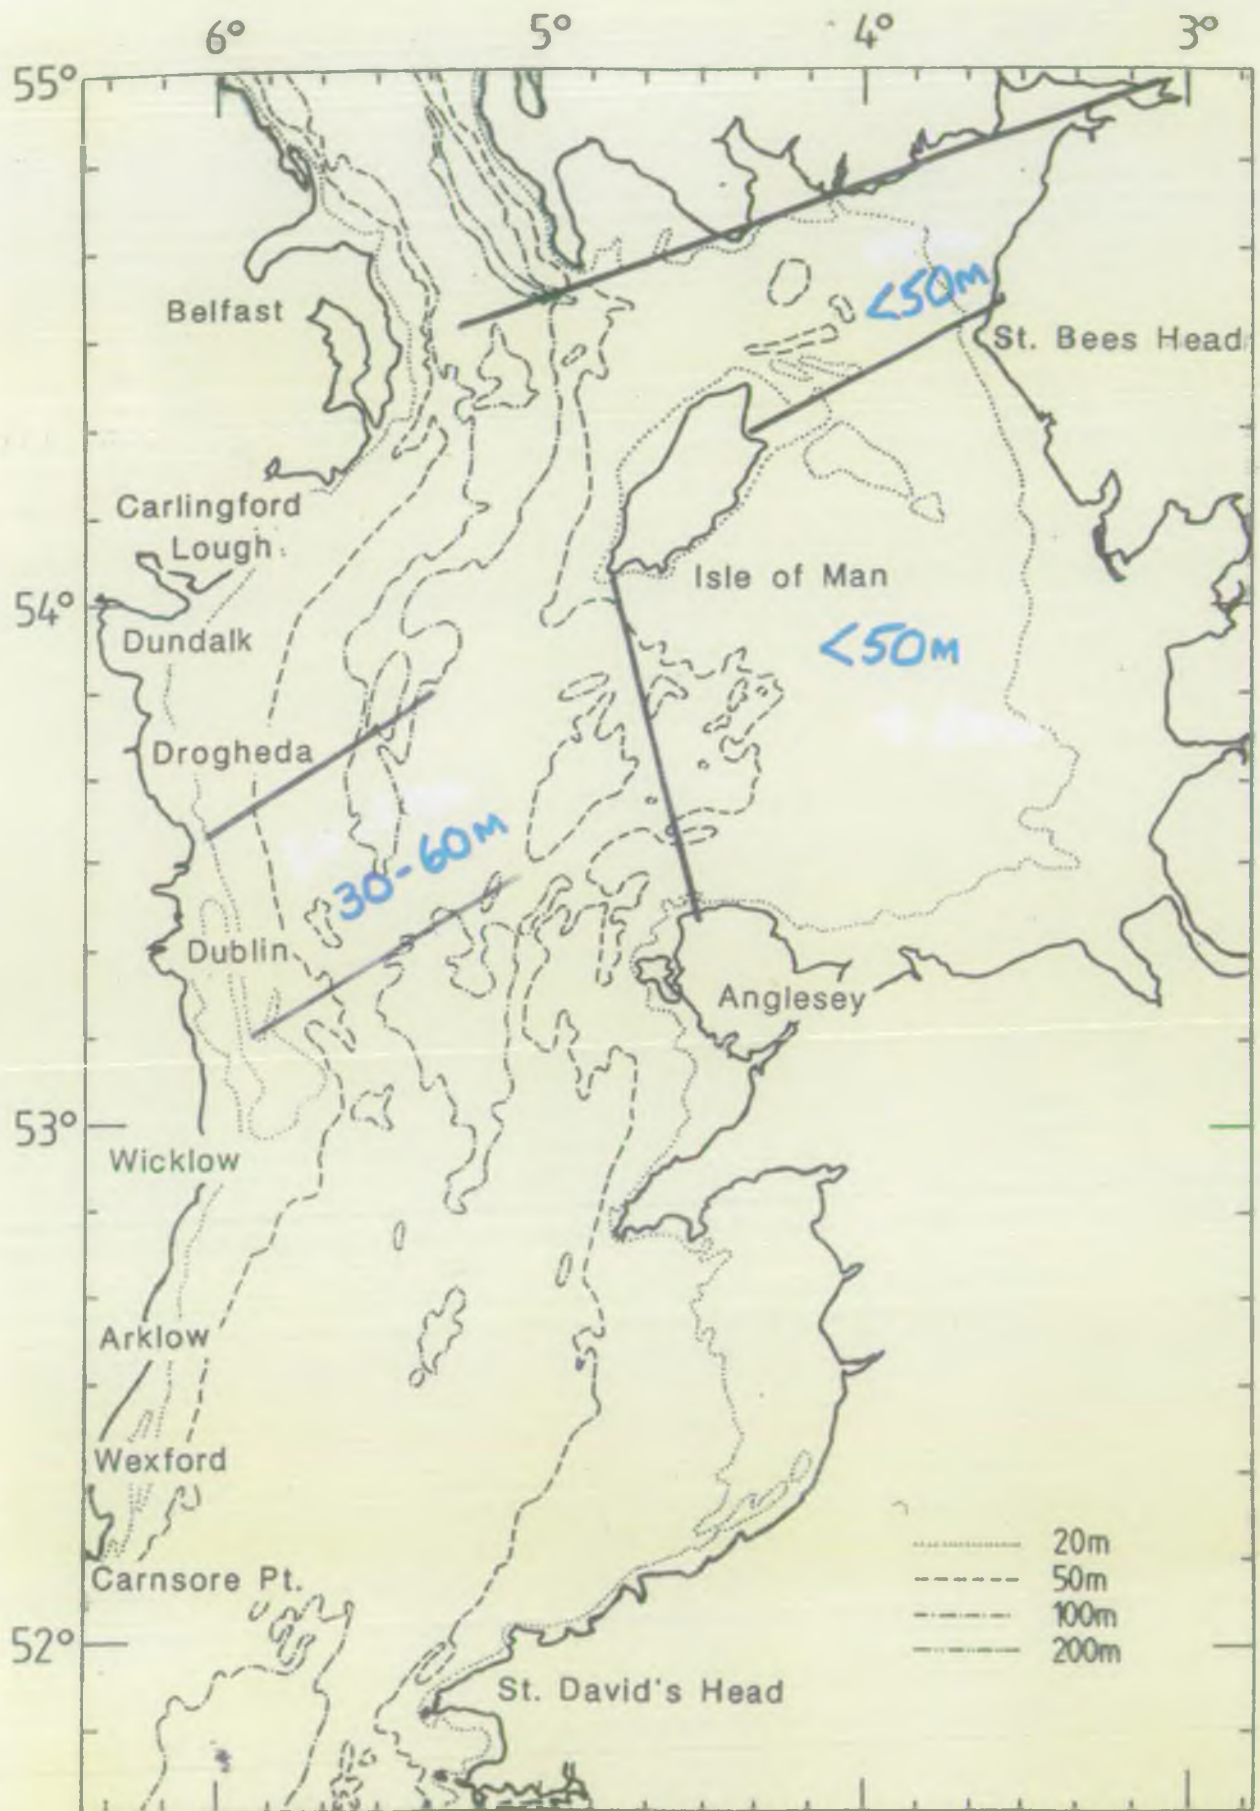 6° 5° 4° 3°
55°
Belfast
<50M
St. Bees Head
Carlingford
Lough
Isle of Man
54°
Dundalk
<50M
Drogheda
30-60M
Dublin
Anglesey
53°
Wicklow
Arklow
Wexford
20m
50m
Carnsore Pt.
100m
52°
200m
St. David's Head